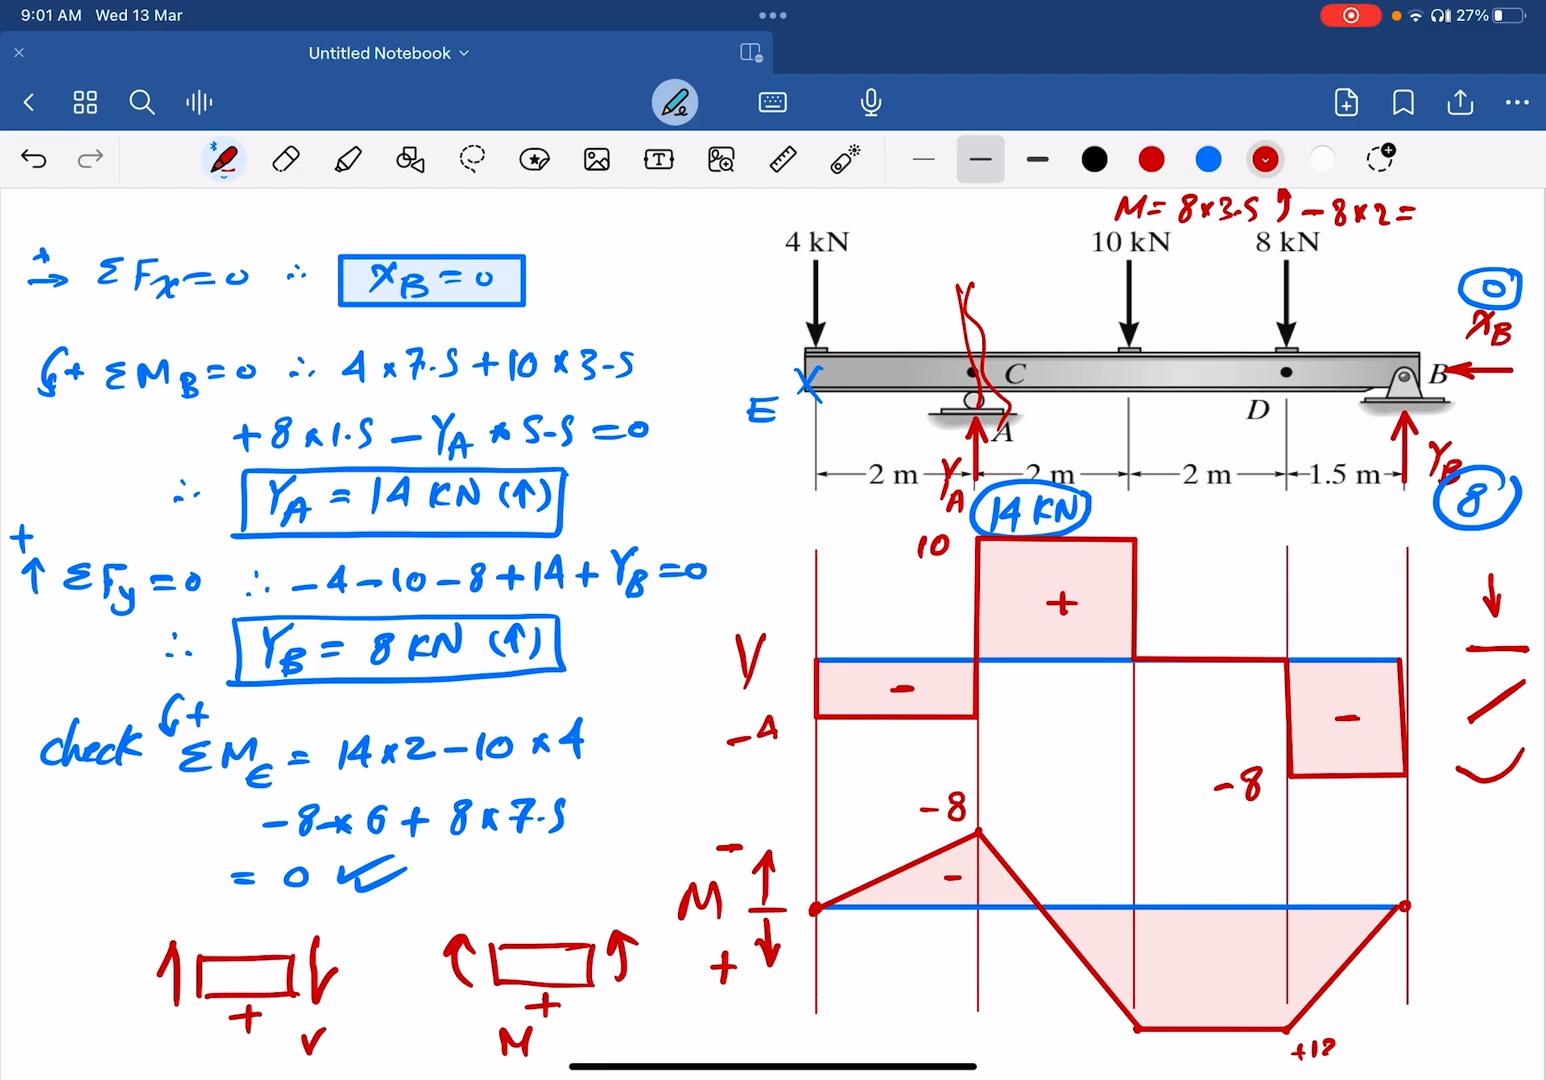 9:01 AM Wed 13 Mar
27%
Untitled Notebook
M = 8×3.5 ↑ - 8×2 =
4 kN 10 kN 8 kN
→+ ΣFx = 0 ∴ XB = 0
0
XB
↺+ ΣMB = 0 ∴ 4 × 7.5 + 10 × 3.5
C B
E D
+ 8 × 1.5 - YA × 5.5 = 0
A
2 m 2 m 2 m 1.5 m
YA YB
∴ YA = 14 KN (↑)
14 KN 8
10
+↑ ΣFy = 0 ∴ -4 - 10 - 8 + 14 + YB = 0
+
∴ YB = 8 KN (↑)
V
- -
-4
check ↺+ ΣME = 14 × 2 - 10 × 4
-8
-8 × 6 + 8 × 7.5
-8
= 0 ✓
-
-
M
+
+ V
+ M